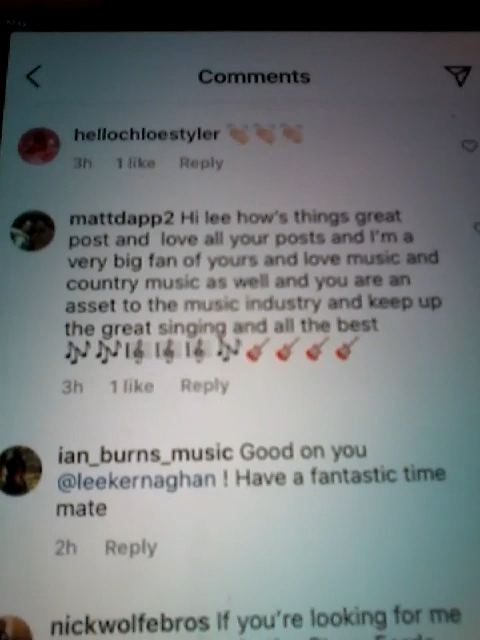 Comments
hellochloestyler 👏🏼👏🏼👏🏼
3h 1 like Reply
mattdapp2 Hi lee how's things great
post and love all your posts and I'm a
very big fan of yours and love music and
country music as well and you are an
asset to the music industry and keep up
the great singing and all the best
🎶🎶🎼🎼🎼🎶🎸🎸🎸🎸
3h 1 like Reply
ian_burns_music Good on you
@leekernaghan ! Have a fantastic time
mate
2h Reply
nickwolfebros If you're looking for me